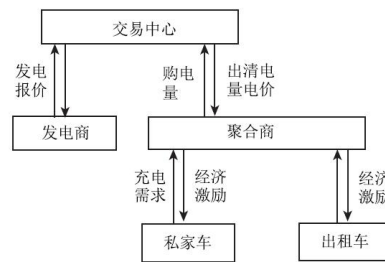 交易中心
发电
报价
购电
量
出清电
量电价
发电商
聚合商
充电
需求
经济
激励
经济
激励
私家车
出租车